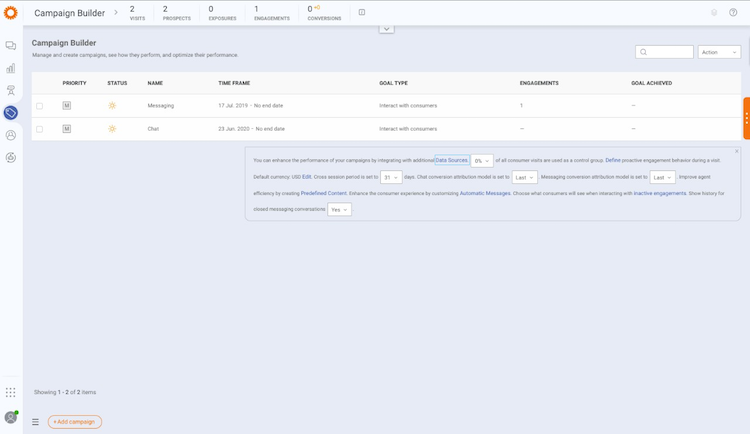 Campaign Builder
2 VISITS
2 PROSPECTS
0 EXPOSURES
1 ENGAGEMENTS
0 +0 CONVERSIONS
Campaign Builder
Manage and create campaigns, see how they perform, and optimize their performance.
Action
PRIORITY STATUS NAME TIME FRAME GOAL TYPE ENGAGEMENTS GOAL ACHIEVED
M Messaging 17 Jul. 2019 - No end date Interact with consumers 1 —
M Chat 23 Jun. 2020 - No end date Interact with consumers — —
You can enhance the performance of your campaigns by integrating with additional Data Sources. 0% of all consumer visits are used as a control group. Define proactive engagement behavior during a visit
Default currency: USD Edit. Cross session period is set to 31 days. Chat conversion attribution model is set to Last . Messaging conversion attribution model is set to Last . Improve agent
efficiency by creating Predefined Content. Enhance the consumer experience by customizing Automatic Messages. Choose what consumers will see when interacting with inactive engagements. Show history for
closed messaging conversations Yes .
Showing 1 - 2 of 2 items
+Add campaign